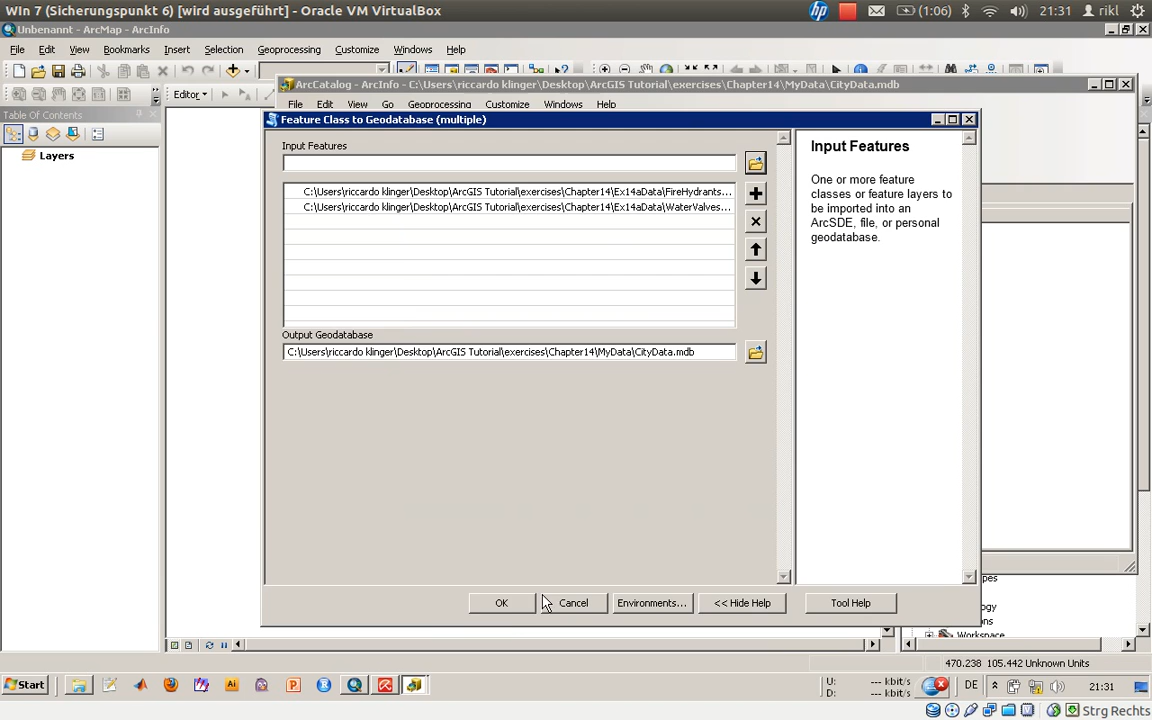 WIn 7 (Sicherungspunkt 6) [wird ausgeführt] - Oracle VM VirtualBox
(1:06) 21:31 rikl
Unbenannt - ArcMap - ArcInfo
File Edit View Bookmarks Insert Selection Geoprocessing Customize Windows Help
Editor
ArcCatalog - ArcInfo - C:\Users\riccardo klinger\Desktop\ArcGIS Tutorial\exercises\Chapter14\MyData\CityData.mdb
File Edit View Go Geoprocessing Customize Windows Help
Table Of Contents
Layers
Feature Class to Geodatabase (multiple)
Input Features
C:\Users\riccardo klinger\Desktop\ArcGIS Tutorial\exercises\Chapter14\Ex14aData\FireHydrants...
C:\Users\riccardo klinger\Desktop\ArcGIS Tutorial\exercises\Chapter14\Ex14aData\WaterValves...
Output Geodatabase
C:\Users\riccardo klinger\Desktop\ArcGIS Tutorial\exercises\Chapter14\MyData\CityData.mdb
Input Features
One or more feature
classes or feature layers to
be imported into an
ArcSDE, file, or personal
geodatabase.
OK Cancel Environments... << Hide Help Tool Help
Workspace
470.238 105.442 Unknown Units
Start
U: --- kbit/s
D: --- kbit/s
DE
21:31
Strg Rechts